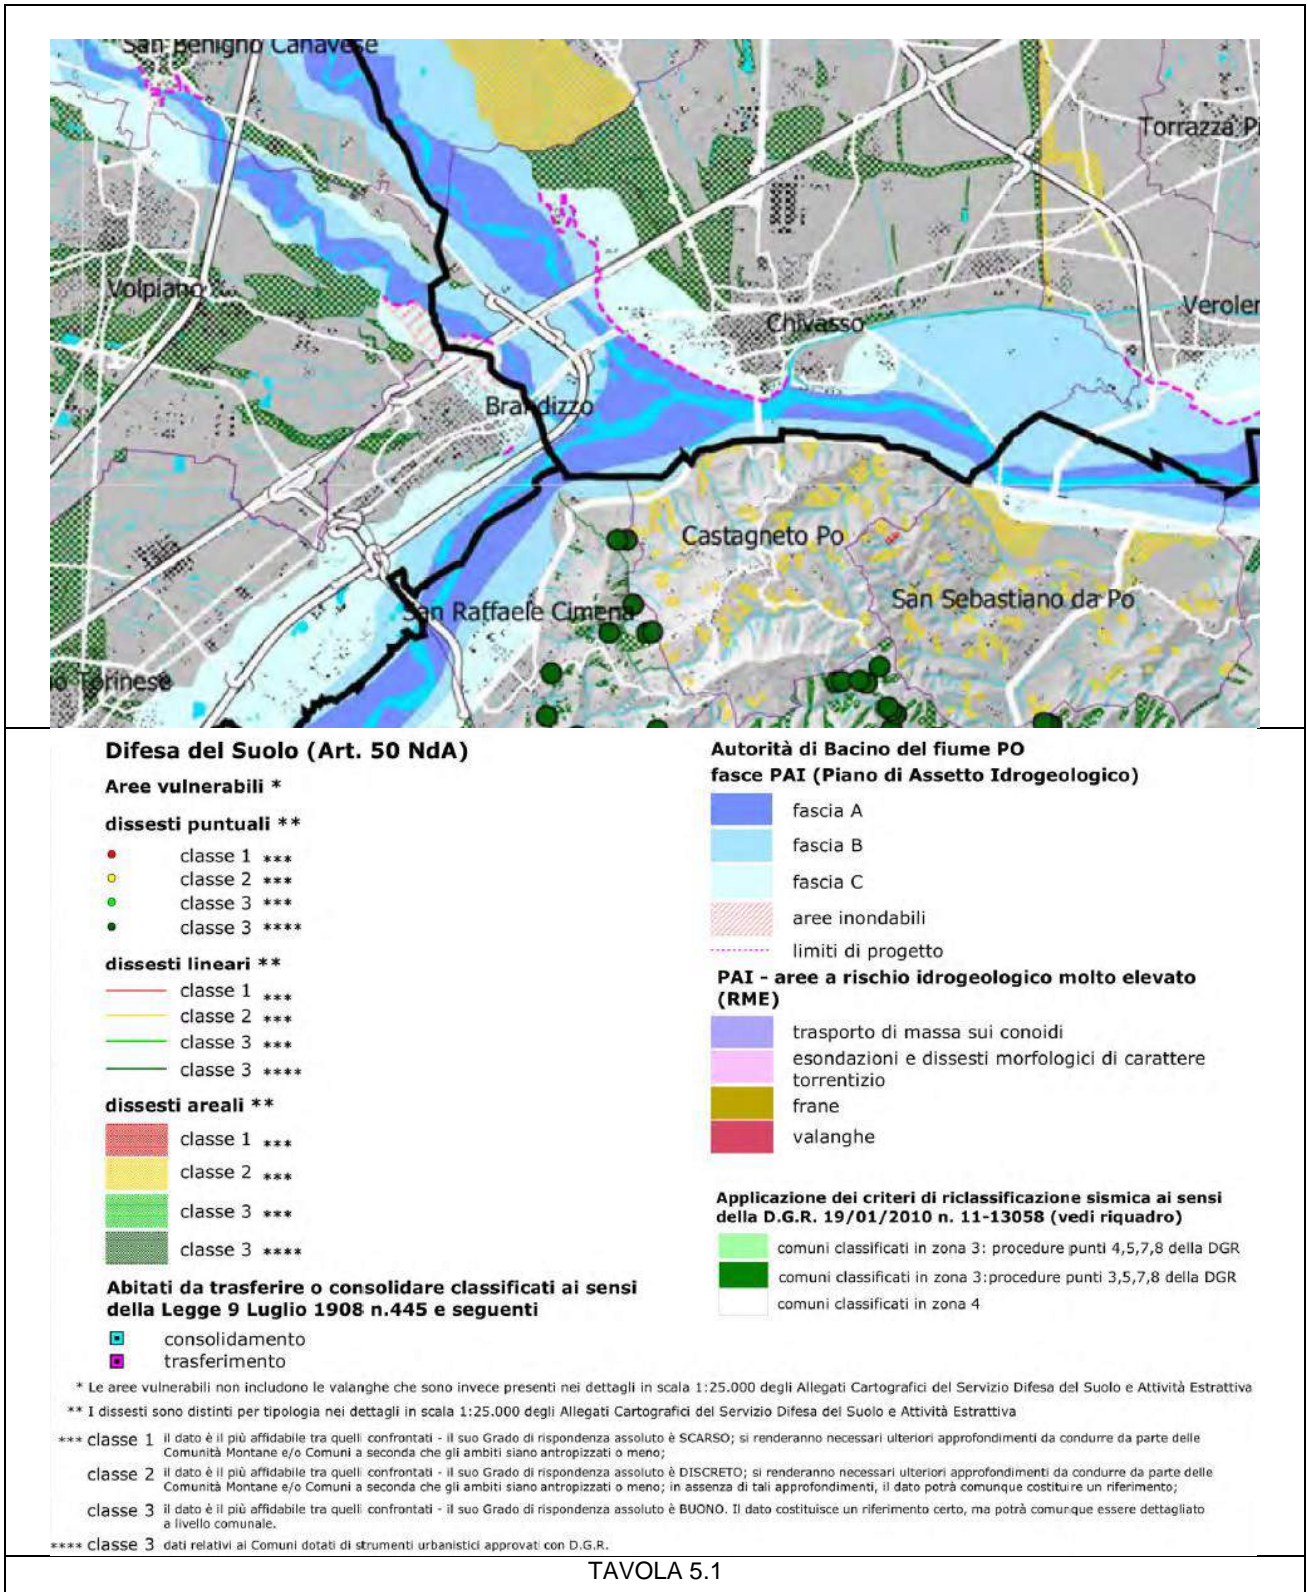 San Benigno Canavese
Torrazza Pi
Volpiano
Chivasso
Veroler
Brandizzo
Castagneto Po
San Sebastiano da Po
San Raffaele Cimena
o Torinese
Difesa del Suolo (Art. 50 NdA)
Aree vulnerabili *
dissesti puntuali **
classe 1 ***
classe 2 ***
classe 3 ***
classe 3 ****
dissesti lineari **
classe 1 ***
classe 2 ***
classe 3 ***
classe 3 ****
dissesti areali **
classe 1 ***
classe 2 ***
classe 3 ***
classe 3 ****
Abitati da trasferire o consolidare classificati ai sensi
della Legge 9 Luglio 1908 n.445 e seguenti
consolidamento
trasferimento
Autorità di Bacino del fiume PO
fasce PAI (Piano di Assetto Idrogeologico)
fascia A
fascia B
fascia C
aree inondabili
limiti di progetto
PAI - aree a rischio idrogeologico molto elevato
(RME)
trasporto di massa sui conoidi
esondazioni e dissesti morfologici di carattere
torrentizio
frane
valanghe
Applicazione dei criteri di riclassificazione sismica ai sensi
della D.G.R. 19/01/2010 n. 11-13058 (vedi riquadro)
comuni classificati in zona 3: procedure punti 4,5,7,8 della DGR
comuni classificati in zona 3:procedure punti 3,5,7,8 della DGR
comuni classificati in zona 4
* Le aree vulnerabili non includono le valanghe che sono invece presenti nei dettagli in scala 1:25.000 degli Allegati Cartografici del Servizio Difesa del Suolo e Attività Estrattiva
** I dissesti sono distinti per tipologia nei dettagli in scala 1:25.000 degli Allegati Cartografici del Servizio Difesa del Suolo e Attività Estrattiva
*** classe 1 il dato è il più affidabile tra quelli confrontati - il suo Grado di rispondenza assoluto è SCARSO; si renderanno necessari ulteriori approfondimenti da condurre da parte delle
Comunità Montane e/o Comuni a seconda che gli ambiti siano antropizzati o meno;
classe 2 il dato è il più affidabile tra quelli confrontati - il suo Grado di rispondenza assoluto è DISCRETO; si renderanno necessari ulteriori approfondimenti da condurre da parte delle
Comunità Montane e/o Comuni a seconda che gli ambiti siano antropizzati o meno; in assenza di tali approfondimenti, il dato potrà comunque costituire un riferimento;
classe 3 il dato è il più affidabile tra quelli confrontati - il suo Grado di rispondenza assoluto è BUONO. Il dato costituisce un riferimento certo, ma potrà comunque essere dettagliato
a livello comunale.
**** classe 3 dati relativi ai Comuni dotati di strumenti urbanistici approvati con D.G.R.
TAVOLA 5.1